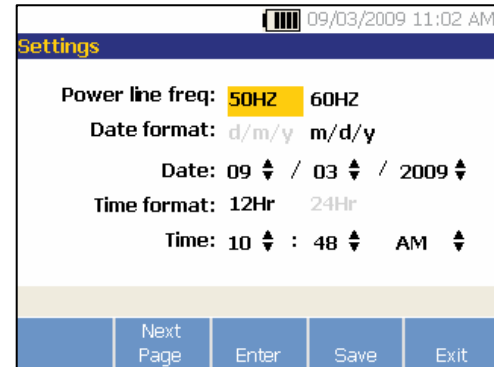 09/03/2009 11:02 AM
Settings
Power line freq: 50HZ 60HZ
Date format: d/m/y m/d/y
Date: 09 / 03 / 2009
Time format: 12Hr 24Hr
Time: 10 : 48 AM
Next Page Enter Save Exit